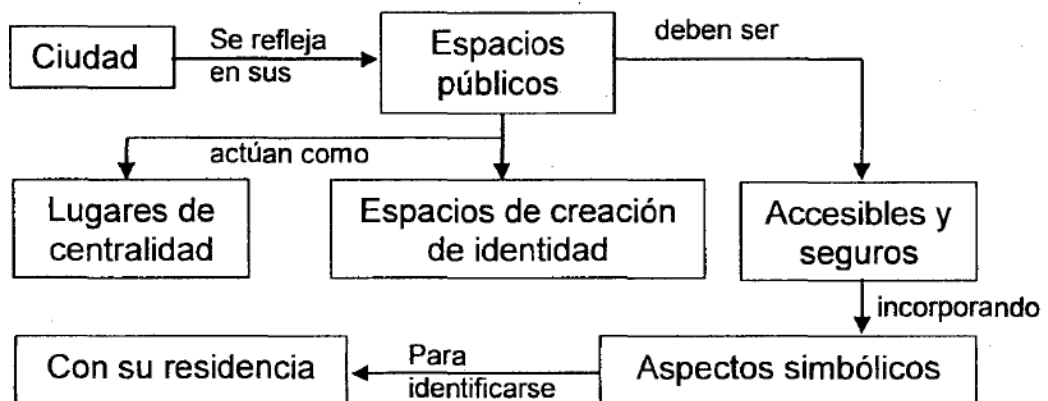 Ciudad
Se refleja
en sus
Espacios
públicos
deben ser
actúan como
Lugares de
centralidad
Espacios de creación
de identidad
Accesibles y
seguros
incorporando
Con su residencia
Para
identificarse
Aspectos simbólicos